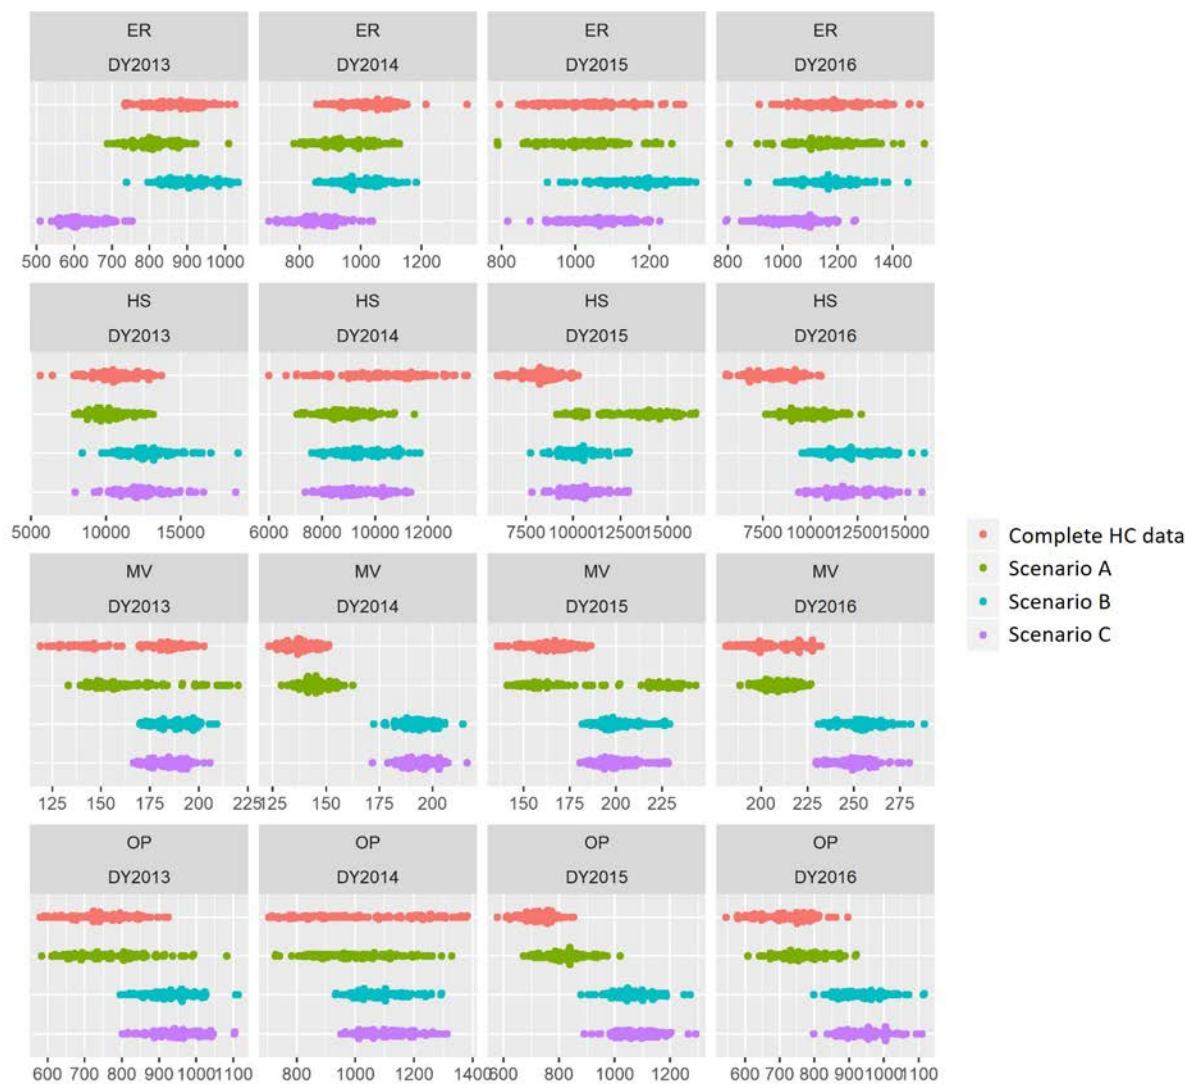 ER ER ER ER
DY2013 DY2014 DY2015 DY2016
500 600 700 800 900 1000 800 1000 1200 800 1000 1200 800 1000 1200 1400
HS HS HS HS
DY2013 DY2014 DY2015 DY2016
5000 10000 15000 6000 8000 10000 12000 7500 10000 12500 15000 7500 10000 12500 15000
Complete HC data
Scenario A
Scenario B
Scenario C
MV MV MV MV
DY2013 DY2014 DY2015 DY2016
125 150 175 200 225 125 150 175 200 150 175 200 225 200 225 250 275
OP OP OP OP
DY2013 DY2014 DY2015 DY2016
600 700 800 900 1000 1100 800 1000 1200 1400 600 800 1000 1200 600 700 800 900 1000 1100